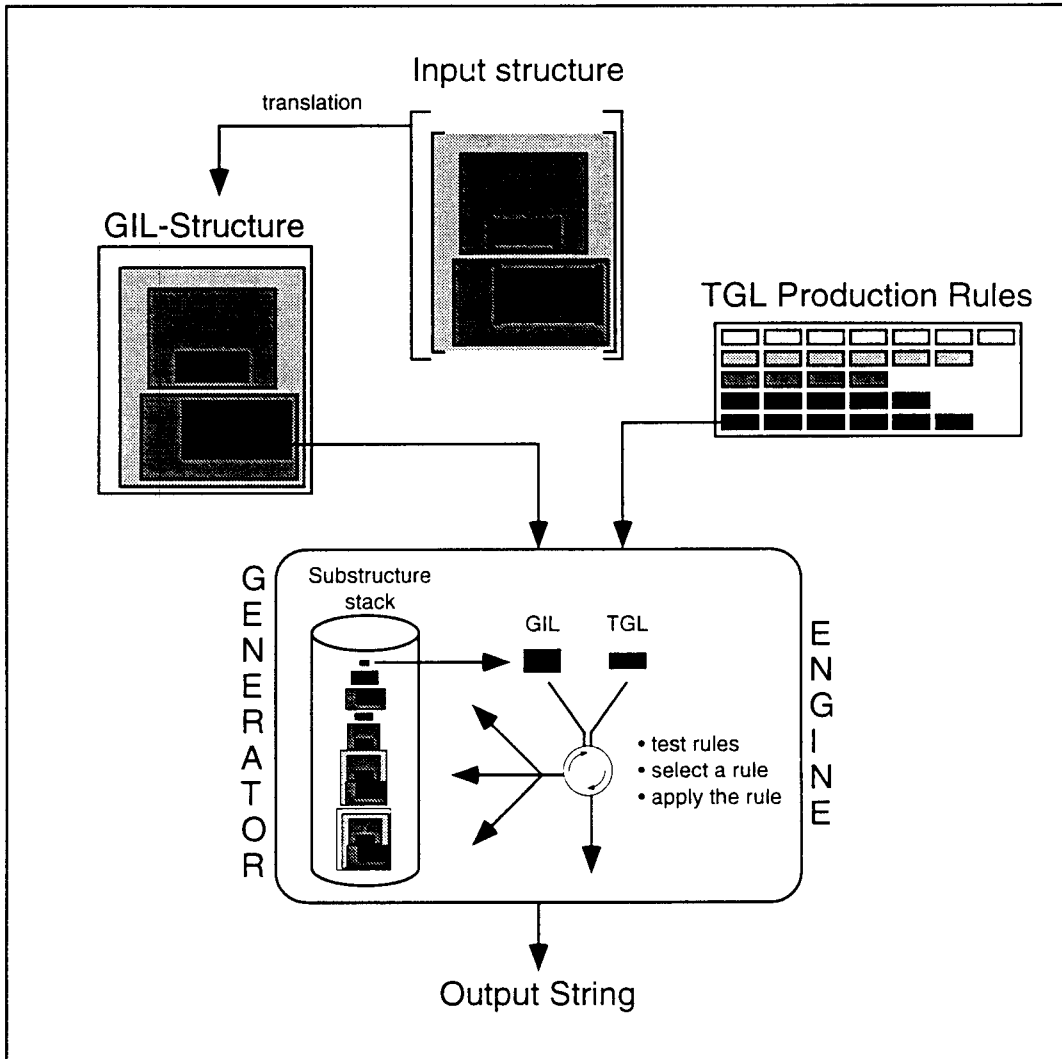 Input structure
translation
GIL-Structure
TGL Production Rules
GENERATOR
Substructure
stack
GIL
TGL
• test rules
• select a rule
• apply the rule
ENGINE
Output String